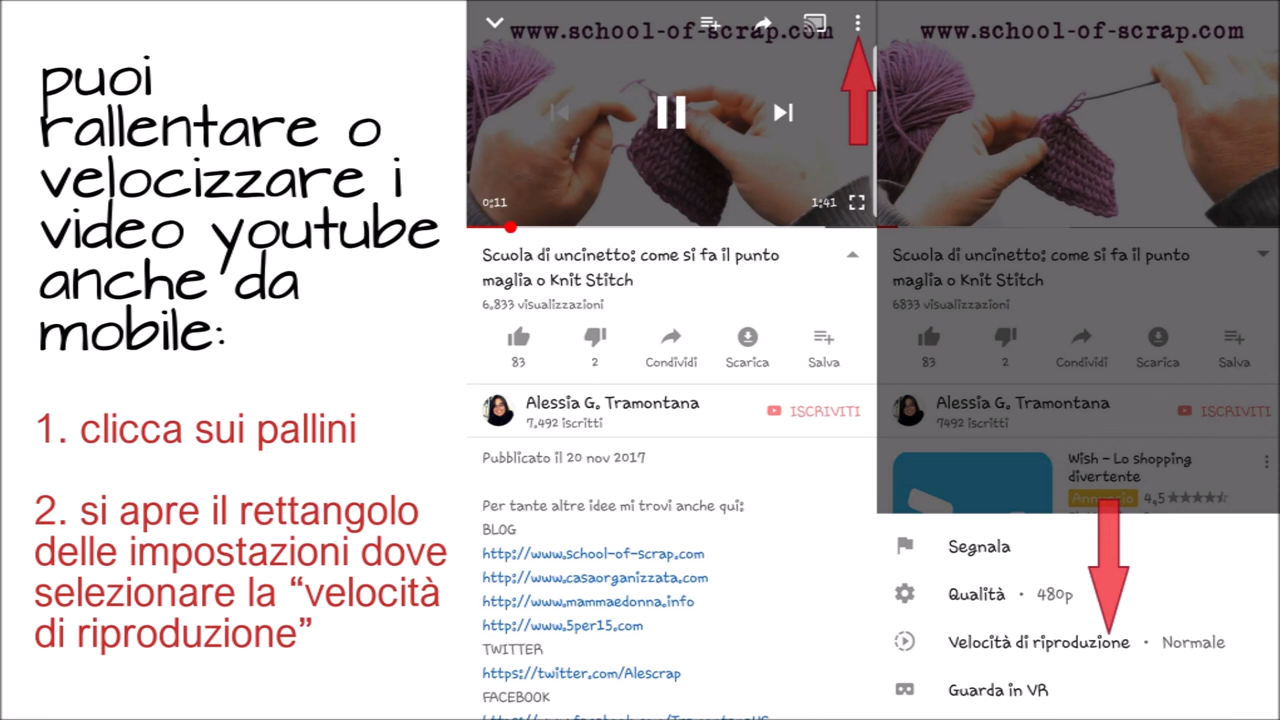 puoi
rallentare o
velocizzare i
video youtube
anche da
mobile:
1. clicca sui pallini
2. si apre il rettangolo
delle impostazioni dove
selezionare la “velocità
di riproduzione”
www.school-of-scrap.com
0:11
1:41
Scuola di uncinetto: come si fa il punto
maglia o Knit Stitch
6.833 visualizzazioni
83
2
Condividi
Scarica
Salva
Alessia G. Tramontana
7.492 iscritti
ISCRIVITI
Pubblicato il 20 nov 2017
Per tante altre idee mi trovi anche qui:
BLOG
http://www.school-of-scrap.com
http://www.casaorganizzata.com
http://www.mammaedonna.info
http://www.5per15.com
TWITTER
https://twitter.com/Alescrap
FACEBOOK
www.school-of-scrap.com
Scuola di uncinetto: come si fa il punto
maglia o Knit Stitch
6833 visualizzazioni
83
2
Condividi
Scarica
Salva
Alessia G. Tramontana
7492 iscritti
ISCRIVITI
Wish – Lo shopping
divertente
Annuncio 4,5
Segnala
Qualità · 480p
Velocità di riproduzione · Normale
Guarda in VR